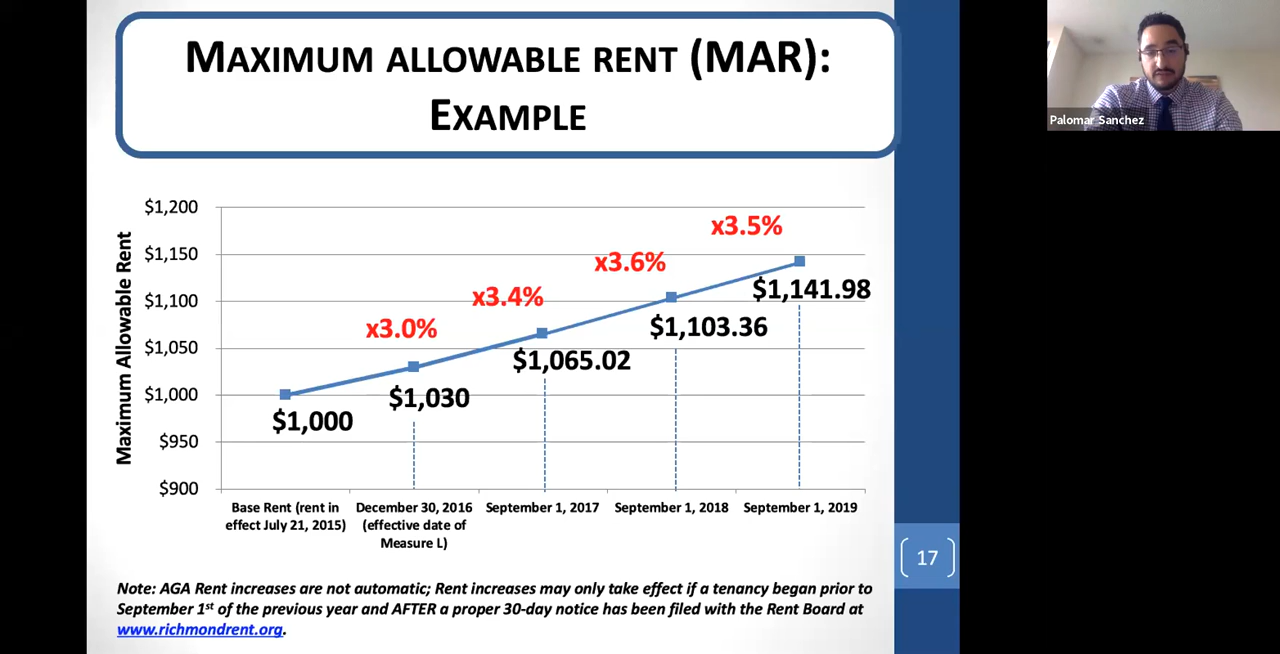 MAXIMUM ALLOWABLE RENT (MAR):
EXAMPLE
Palomar Sanchez
Maximum Allowable Rent
$1,200
$1,150
$1,100
$1,050
$1,000
$950
$900
x3.0%
x3.4%
x3.6%
x3.5%
$1,000
$1,030
$1,065.02
$1,103.36
$1,141.98
Base Rent (rent in
effect July 21, 2015)
December 30, 2016
(effective date of
Measure L)
September 1, 2017
September 1, 2018
September 1, 2019
17
Note: AGA Rent increases are not automatic; Rent increases may only take effect if a tenancy began prior to
September 1st of the previous year and AFTER a proper 30-day notice has been filed with the Rent Board at
www.richmondrent.org.